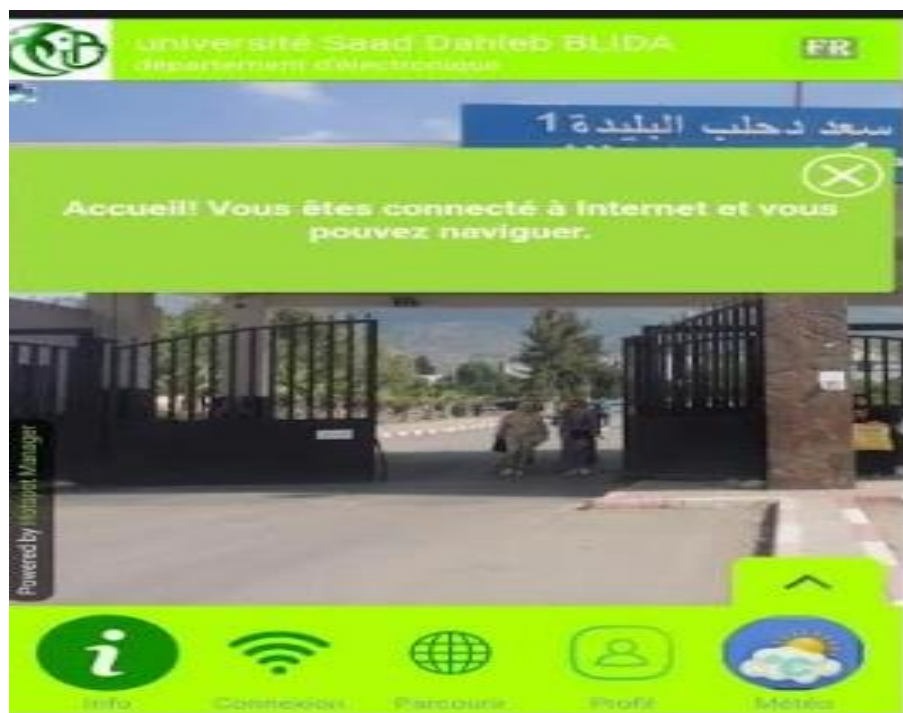 université Saad Dahleb BLIDA
FR
département d'électronique
سعد دحلب البليدة 1
Accueil! Vous êtes connecté à Internet et vous
pouvez naviguer.
Powered by Hotspot Manager
Info
Connexion
Parcourir
Profil
Météo